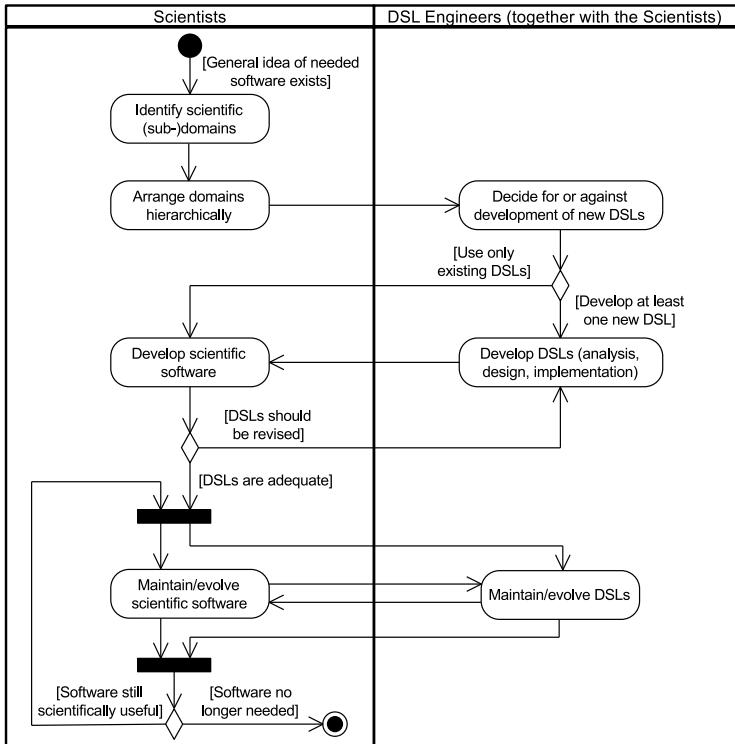 Scientists
DSL Engineers (together with the Scientists)
[General idea of needed
software exists]
Identify scientific
(sub-)domains
Arrange domains
hierarchically
Decide for or against
development of new DSLs
[Use only
existing DSLs]
[Develop at least
one new DSL]
Develop scientific
software
Develop DSLs (analysis,
design, implementation)
[DSLs should
be revised]
[DSLs are adequate]
Maintain/evolve
scientific software
Maintain/evolve DSLs
[Software still
scientifically useful]
[Software no
longer needed]